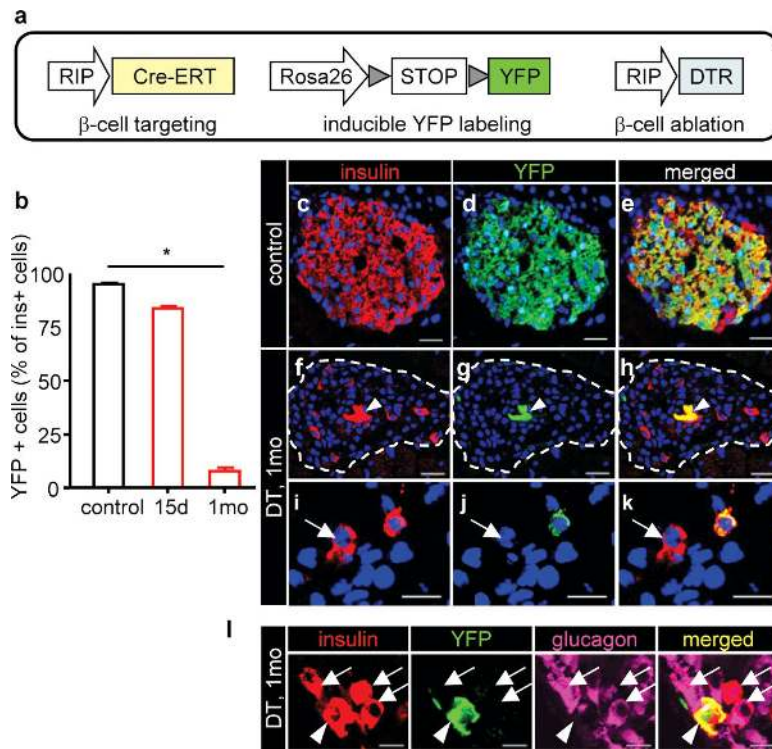 a
RIP Cre-ERT Rosa26 STOP YFP RIP DTR
β-cell targeting inducible YFP labeling β-cell ablation
b
YFP + cells (% of ins+ cells)
100
75
50
25
0
*
control 15d 1mo
insulin YFP merged
control
c d e
DT, 1mo
f g h
i j k
l
insulin YFP glucagon merged
DT, 1mo